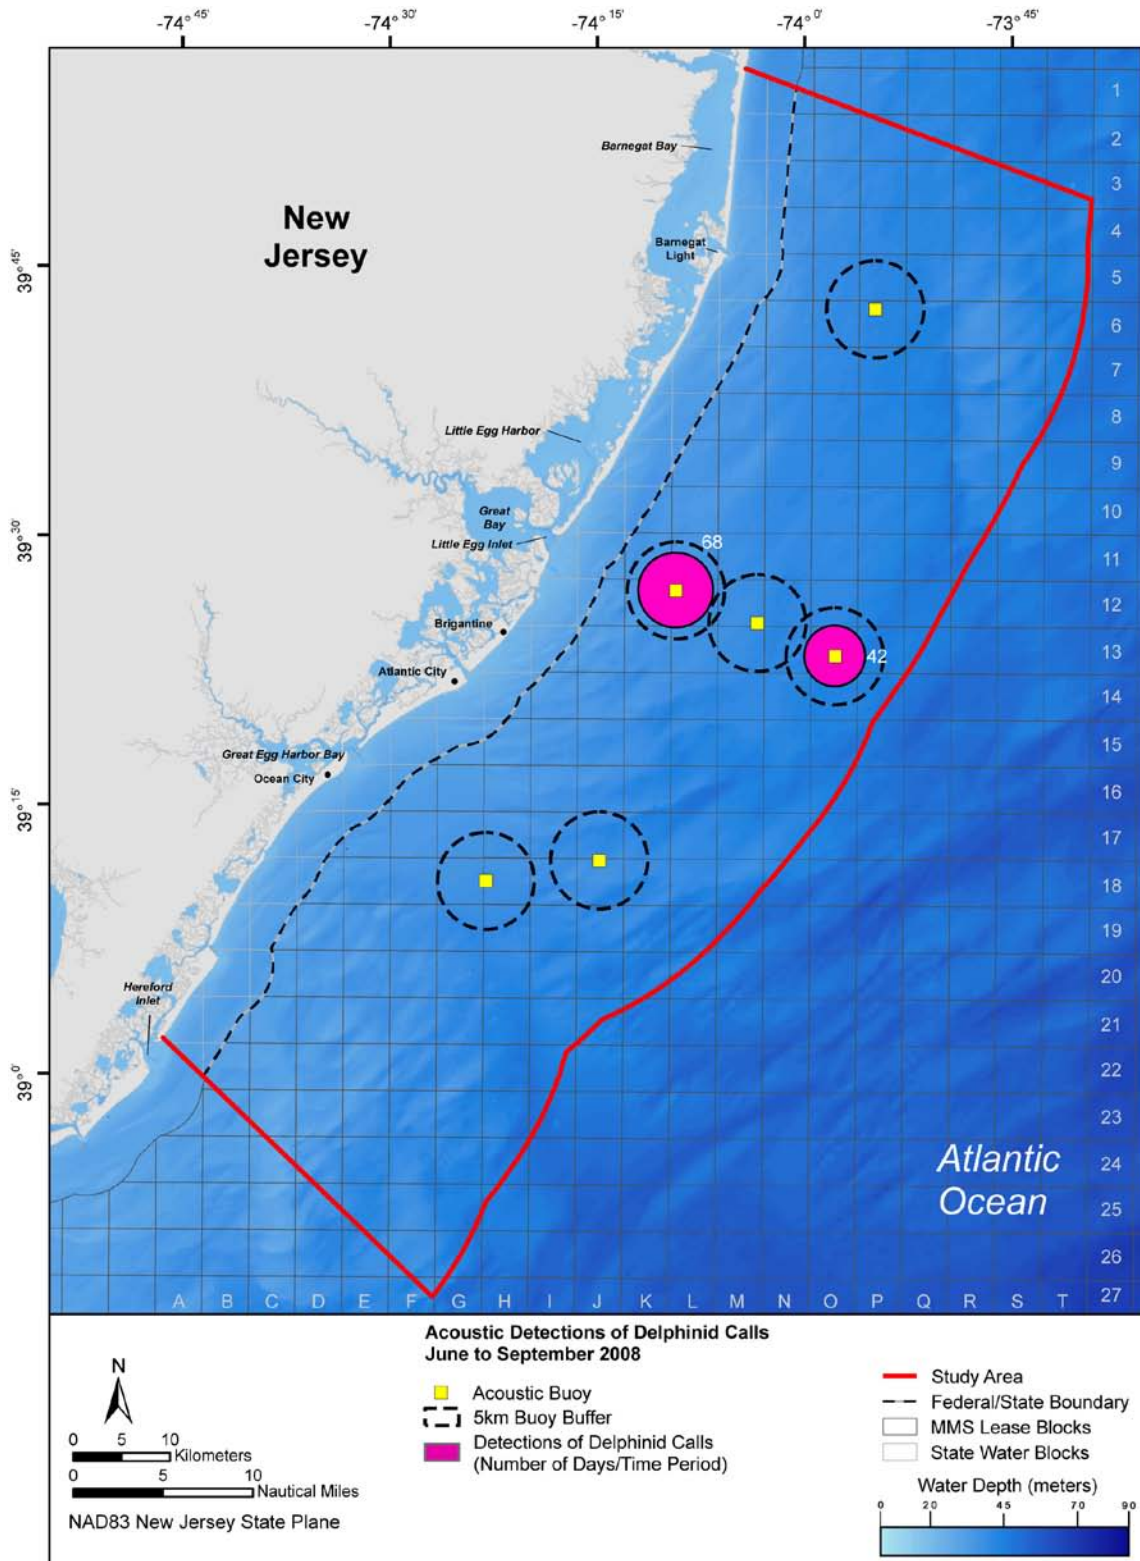 -74° 45'
-74° 30'
-74° 15'
-74° 0'
-73° 45'
1
2
Barnegat Bay
3
New
Jersey
4
Barnegat
Light
39° 45'
5
6
7
8
Little Egg Harbor
9
10
Great
Bay
39° 30'
Little Egg Inlet
68
11
12
Brigantine
13
42
Atlantic City
14
15
Great Egg Harbor Bay
Ocean City
16
39° 15'
17
18
19
20
Hereford
Inlet
21
22
39° 0'
23
24
Atlantic
Ocean
25
26
27
A B C D E F G H I J K L M N O P Q R S T
Acoustic Detections of Delphinid Calls
June to September 2008
N
Acoustic Buoy
5km Buoy Buffer
Detections of Delphinid Calls
(Number of Days/Time Period)
0 5 10
Kilometers
0 5 10
Nautical Miles
NAD83 New Jersey State Plane
Study Area
Federal/State Boundary
MMS Lease Blocks
State Water Blocks
Water Depth (meters)
0 20 45 70 90